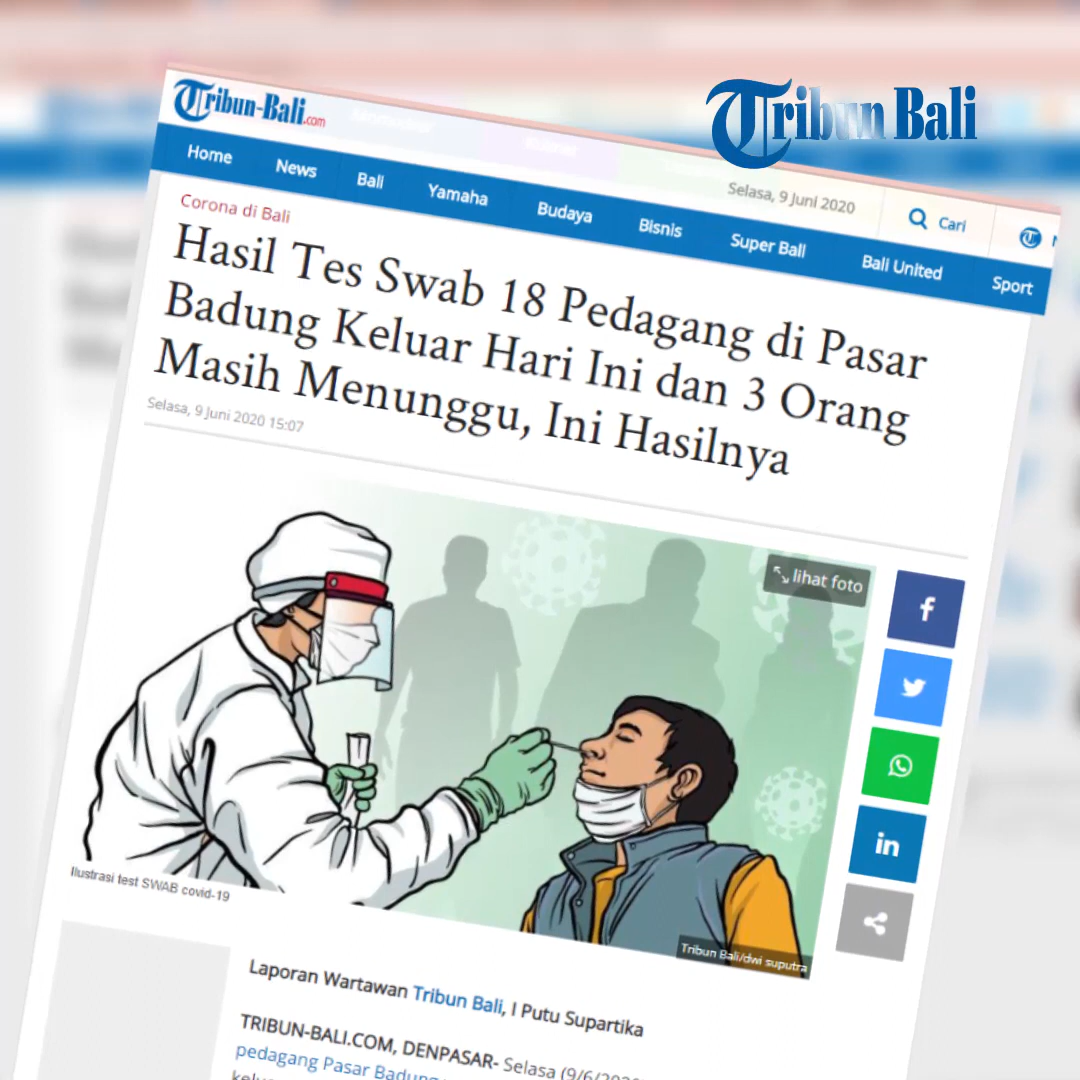 Tribun Bali
Tribun-Bali.com
Selasa, 9 Juni 2020
Cari
Home News Bali Yamaha Budaya Bisnis Super Ball Bali United Sport
Corona di Bali
Hasil Tes Swab 18 Pedagang di Pasar
Badung Keluar Hari Ini dan 3 Orang
Masih Menunggu, Ini Hasilnya
Selasa, 9 Juni 2020 15:07
lihat foto
f
in
Ilustrasi test SWAB covid-19
Tribun Bali/dwi suputra
Laporan Wartawan Tribun Bali, I Putu Supartika
TRIBUN-BALI.COM, DENPASAR- Selasa (9/6/2020
pedagang Pasar Badung